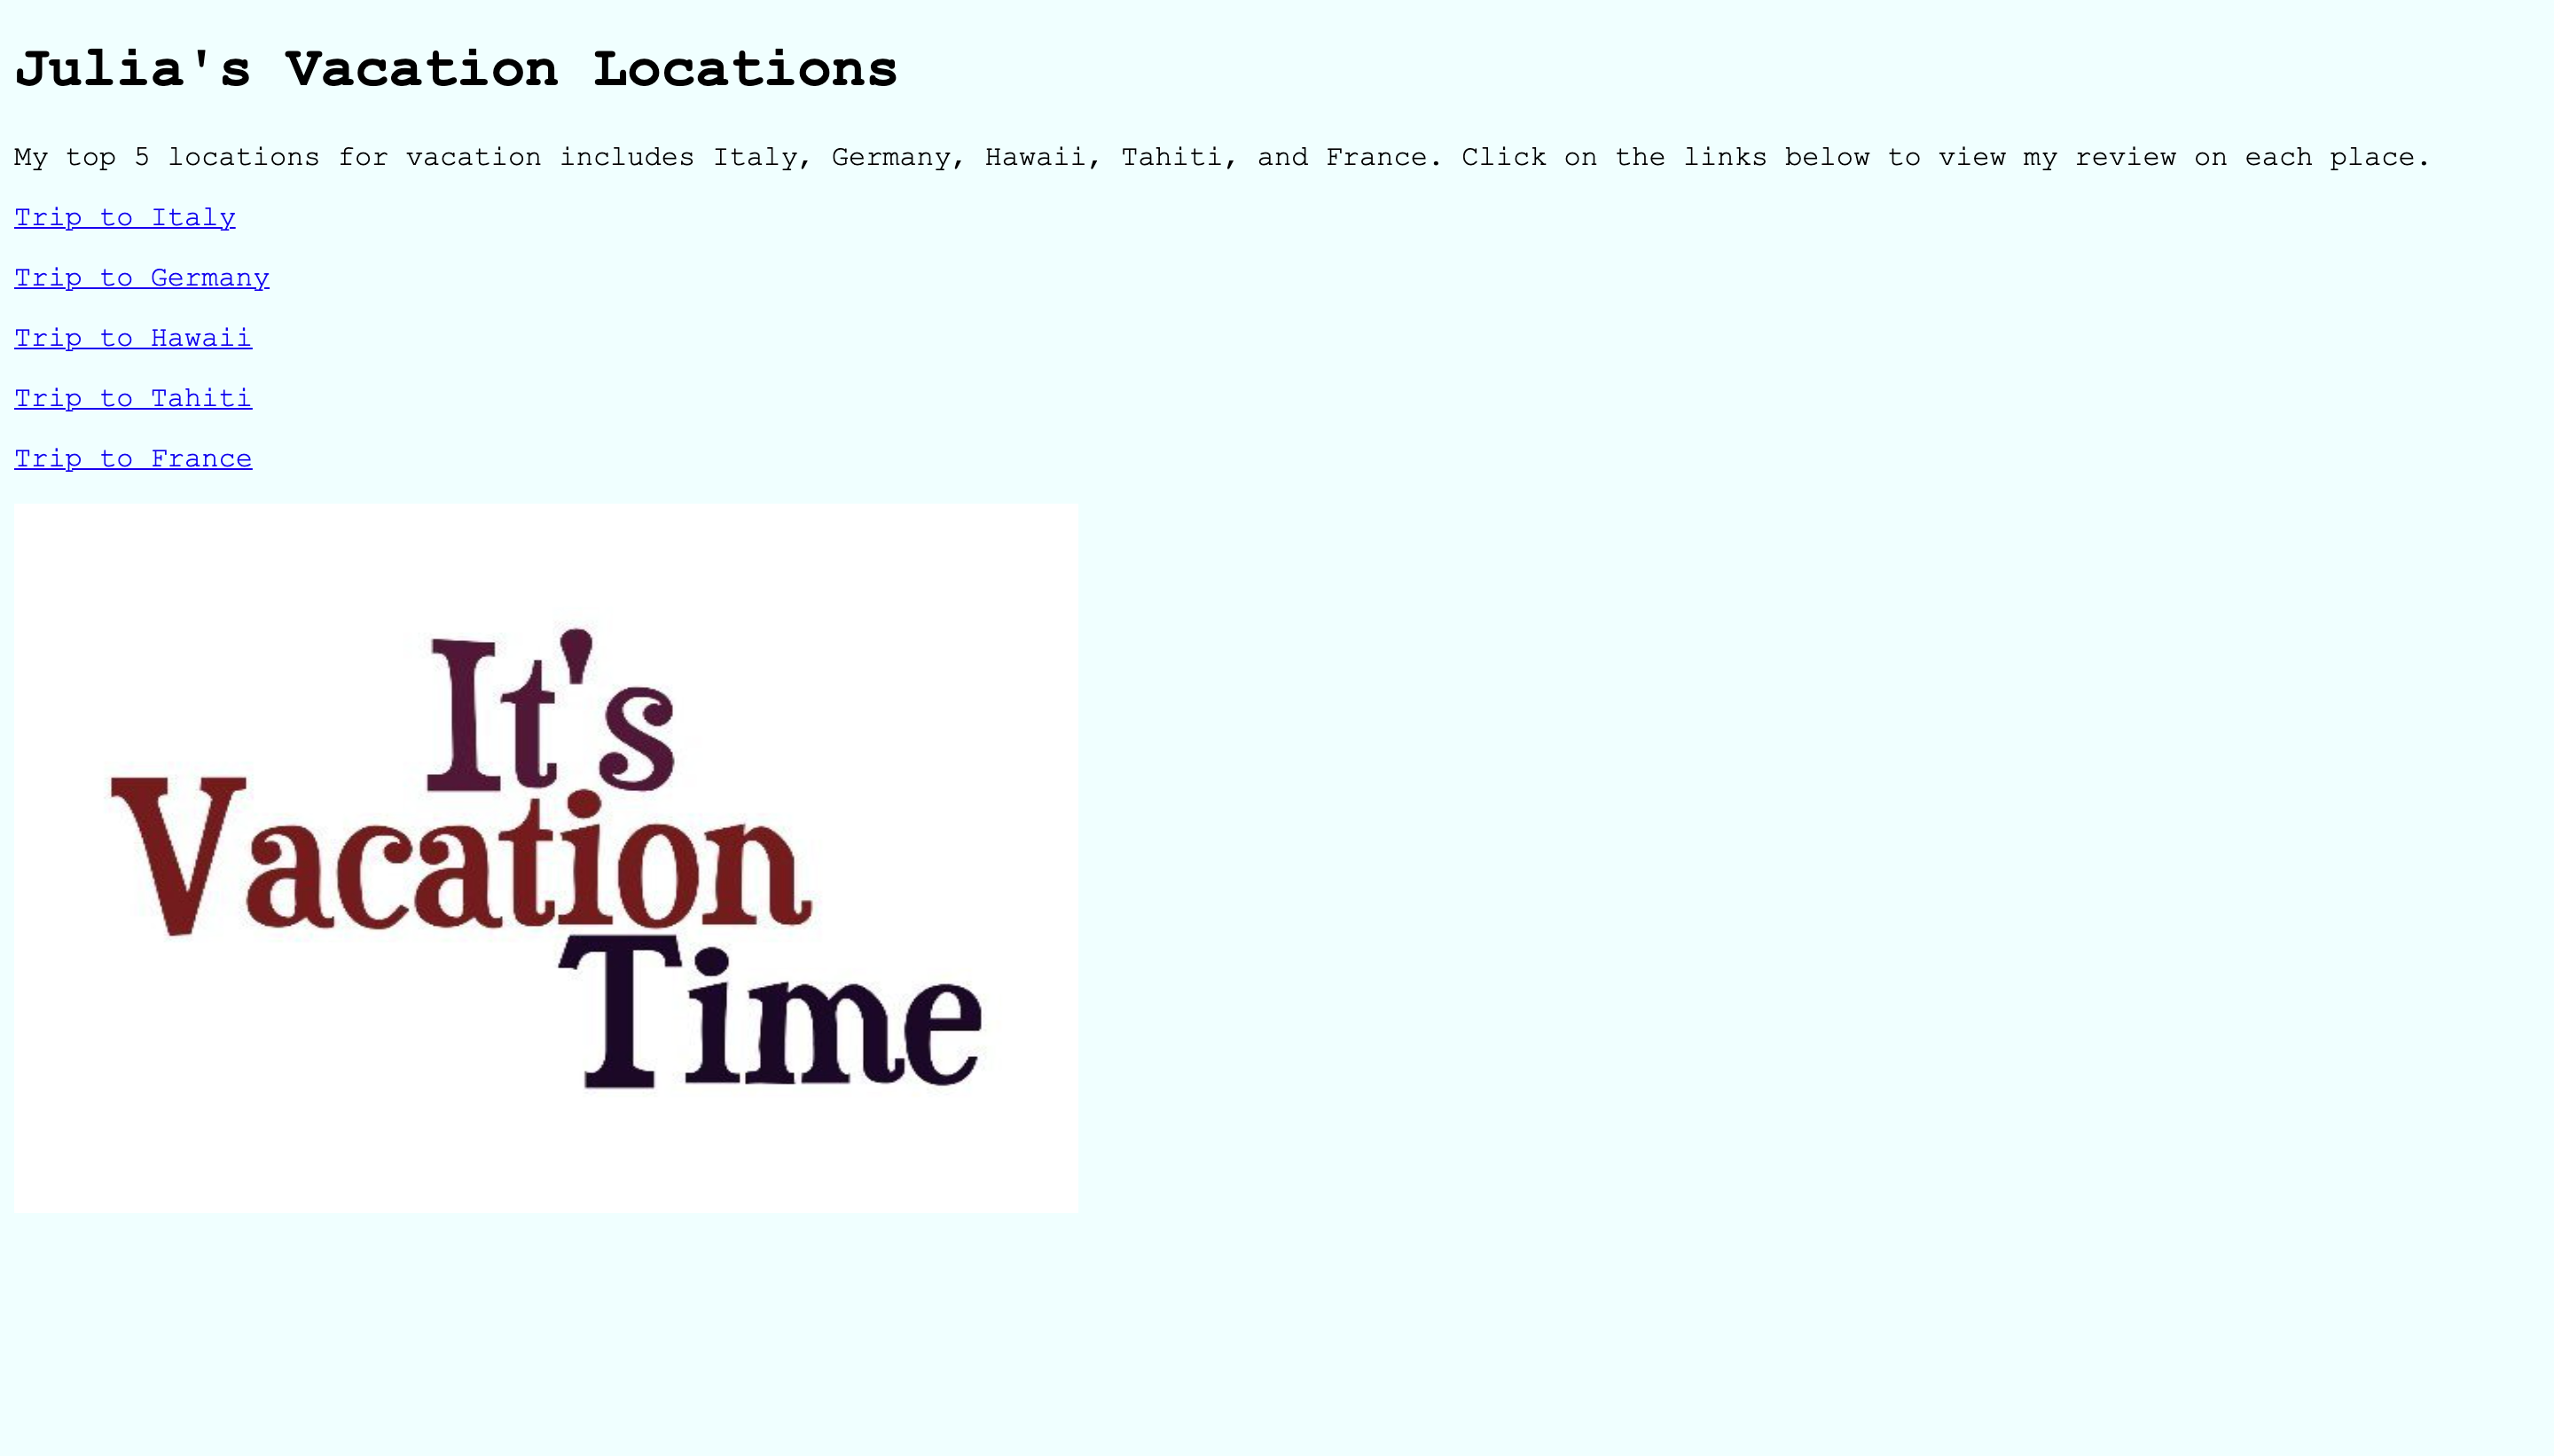 Julia's Vacation Locations
My top 5 locations for vacation includes Italy, Germany, Hawaii, Tahiti, and France. Click on the links below to view my review on each place.
Trip to Italy
Trip to Germany
Trip to Hawaii
Trip to Tahiti
Trip to France
It's
Vacation
Time